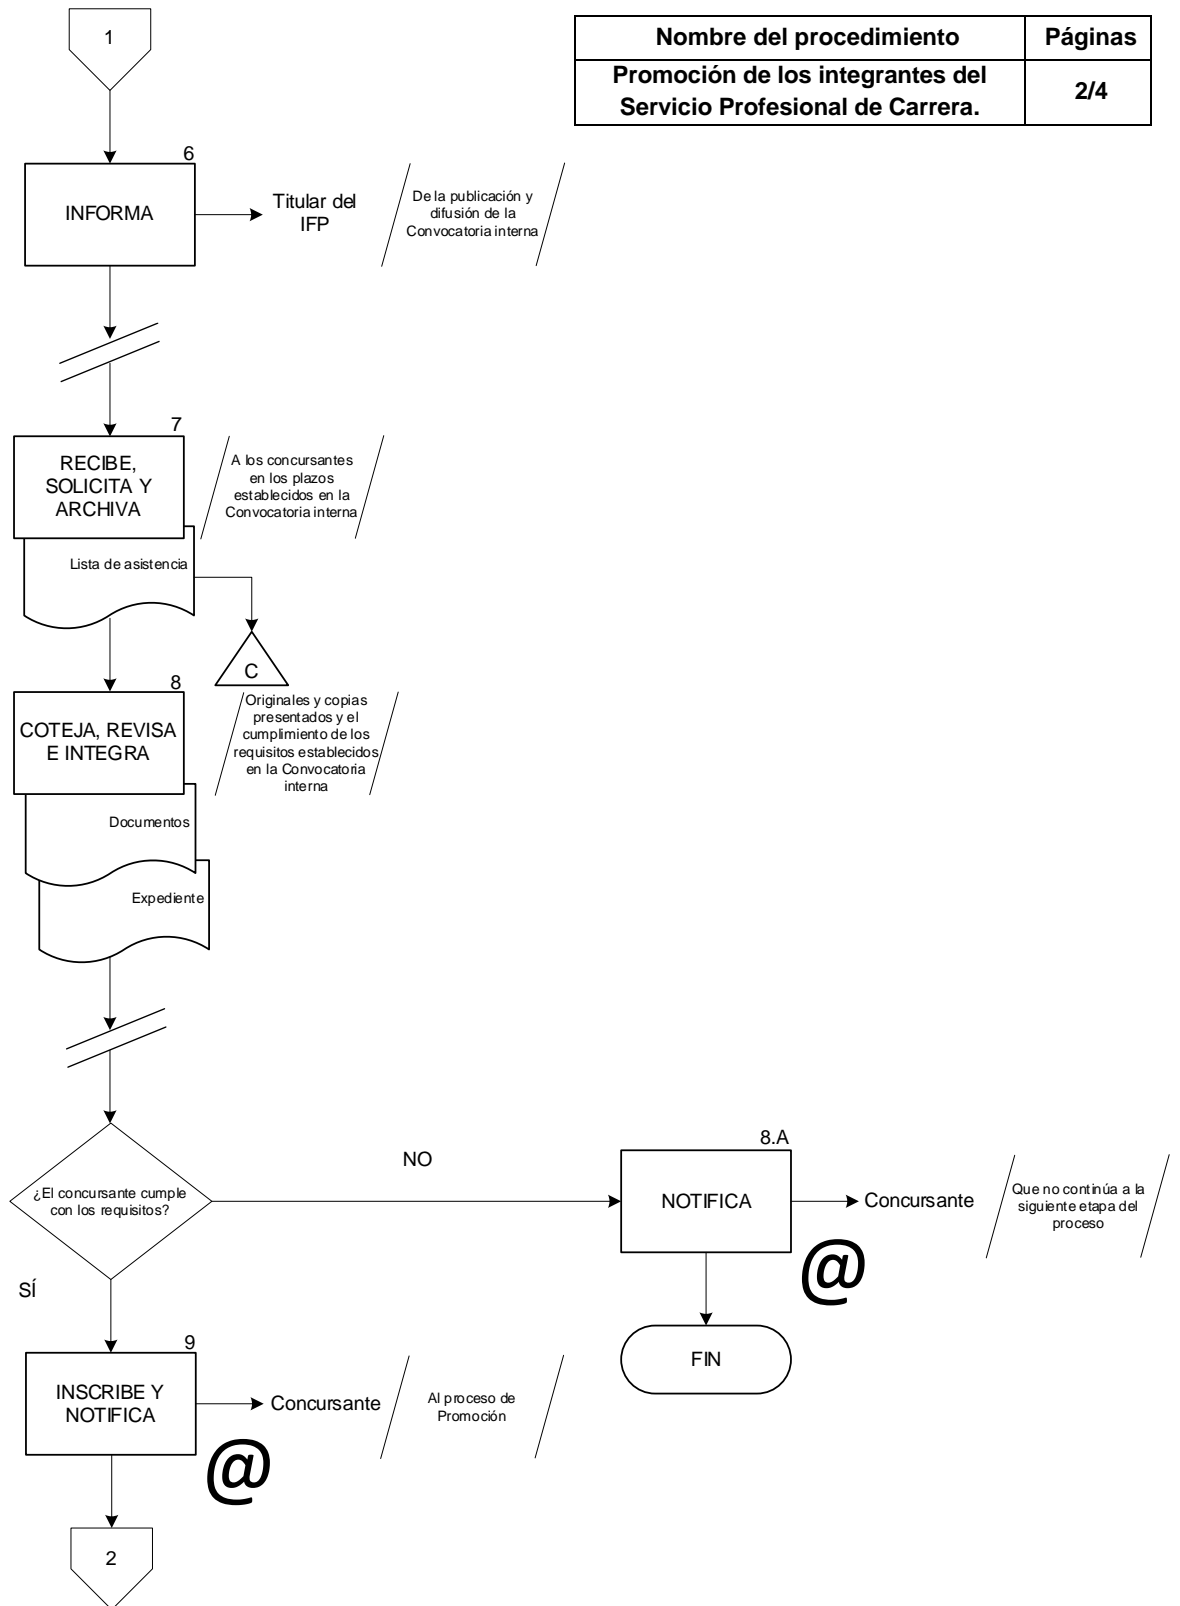 1
Nombre del procedimiento
Páginas
Promoción de los integrantes del
Servicio Profesional de Carrera.
2/4
6
INFORMA
Titular del
IFP
De la publicación y
difusión de la
Convocatoria interna
7
RECIBE,
SOLICITA Y
ARCHIVA
A los concursantes
en los plazos
establecidos en la
Convocatoria interna
Lista de asistencia
C
8
COTEJA, REVISA
E INTEGRA
Originales y copias
presentados y el
cumplimiento de los
requisitos establecidos
en la Convocatoria
interna
Documentos
Expediente
¿El concursante cumple
con los requisitos?
NO
8.A
NOTIFICA
Concursante
Que no continúa a la
siguiente etapa del
proceso
@
FIN
SÍ
9
INSCRIBE Y
NOTIFICA
Concursante
Al proceso de
Promoción
@
2